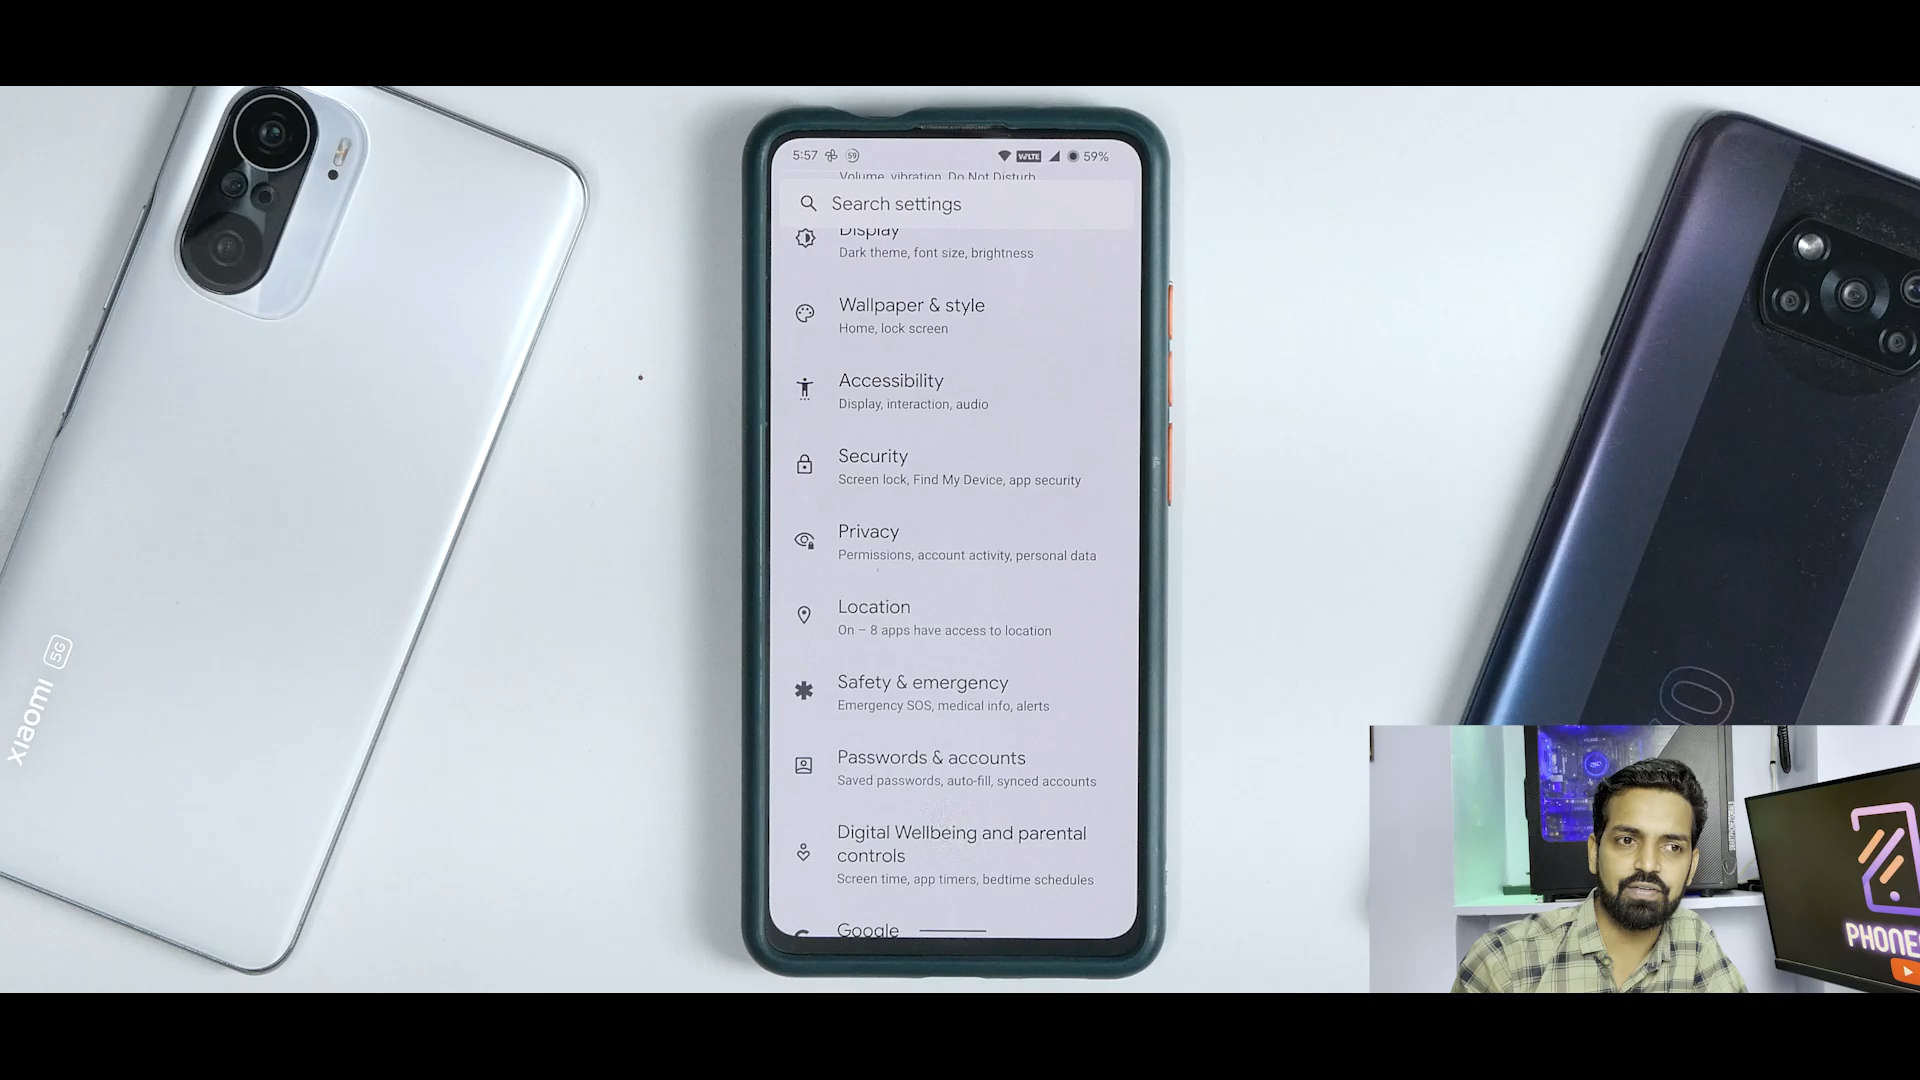 5:57 59 VoLTE 59%
Volume, vibration, Do Not Disturb
Search settings
Display
Dark theme, font size, brightness
Wallpaper & style
Home, lock screen
Accessibility
Display, interaction, audio
Security
Screen lock, Find My Device, app security
Privacy
Permissions, account activity, personal data
Location
On – 8 apps have access to location
Safety & emergency
Emergency SOS, medical info, alerts
Passwords & accounts
Saved passwords, auto-fill, synced accounts
Digital Wellbeing and parental
controls
Screen time, app timers, bedtime schedules
Google
xiaomi 5G